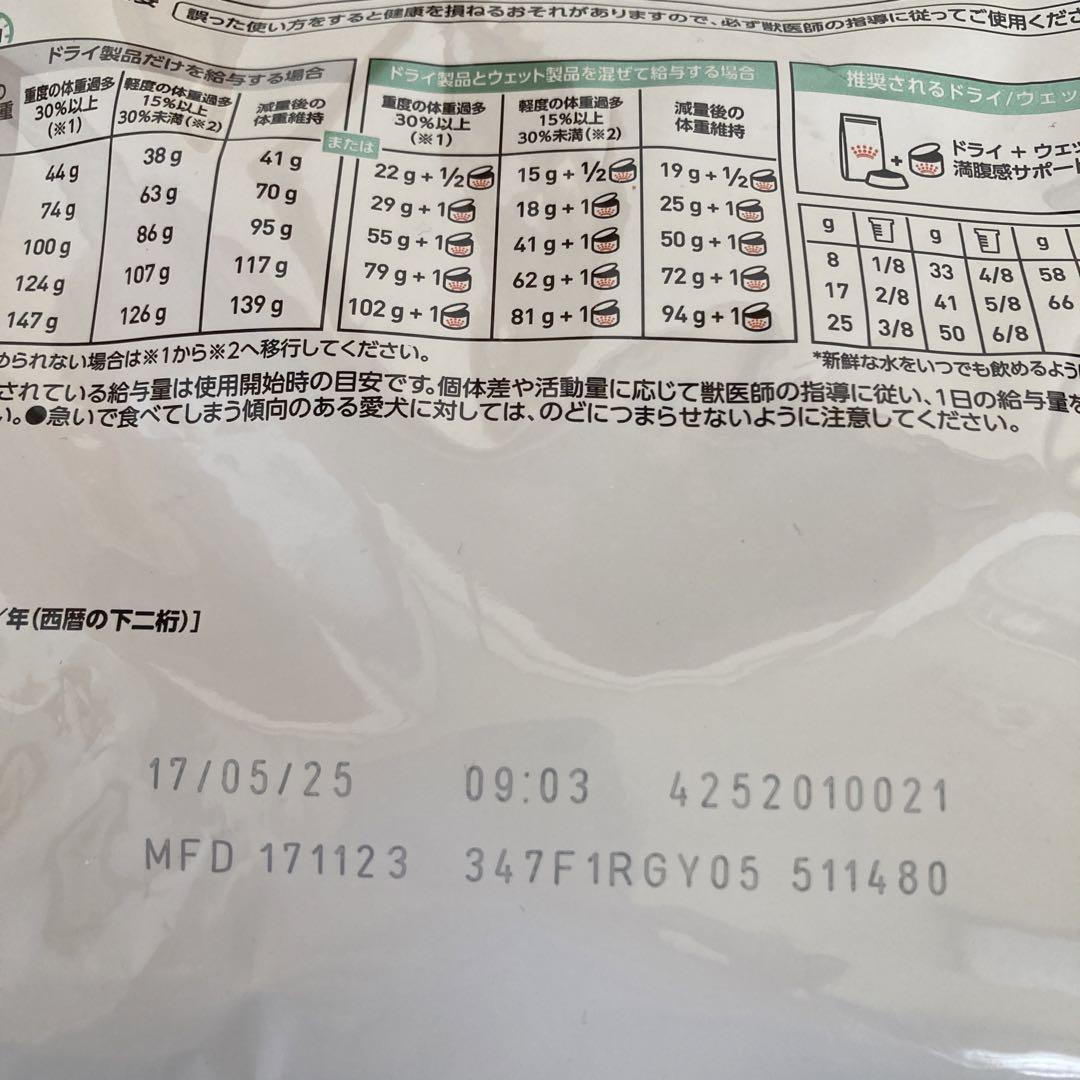 誤った使い方をすると健康を損ねるおそれがありますので、必ず獣医師の指導に従ってご使用くださ
ドライ製品だけを給与する場合
重度の体重過多 30%以上 (※1) 軽度の体重過多 15%以上 30%未満(※2) 減量後の 体重維持
44g 38g 41g
74g 63g 70g
100g 86g 95g
124g 107g 117g
147g 126g 139g
または
ドライ製品とウェット製品を混ぜて給与する場合
重度の体重過多 30%以上 (※1) 軽度の体重過多 15%以上 30%未満(※2) 減量後の 体重維持
22g+1/2 15g+1/2 19g+1/2
29g+1 18g+1 25g+1
55g+1 41g+1 50g+1
79g+1 62g+1 72g+1
102g+1 81g+1 94g+1
推奨されるドライ/ウェッ
ドライ + ウェッ
満腹感サポート
g g g
8 1/8 33 4/8 58
17 2/8 41 5/8 66
25 3/8 50 6/8
められない場合は※1から※2へ移行してください。
*新鮮な水をいつでも飲めるよう
されている給与量は使用開始時の目安です。個体差や活動量に応じて獣医師の指導に従い、1日の給与量を
い。●急いで食べてしまう傾向のある愛犬に対しては、のどにつまらせないように注意してください。
/年(西暦の下二桁)]
17/05/25 09:03 4252010021
MFD 171123 347F1RGY05 511480